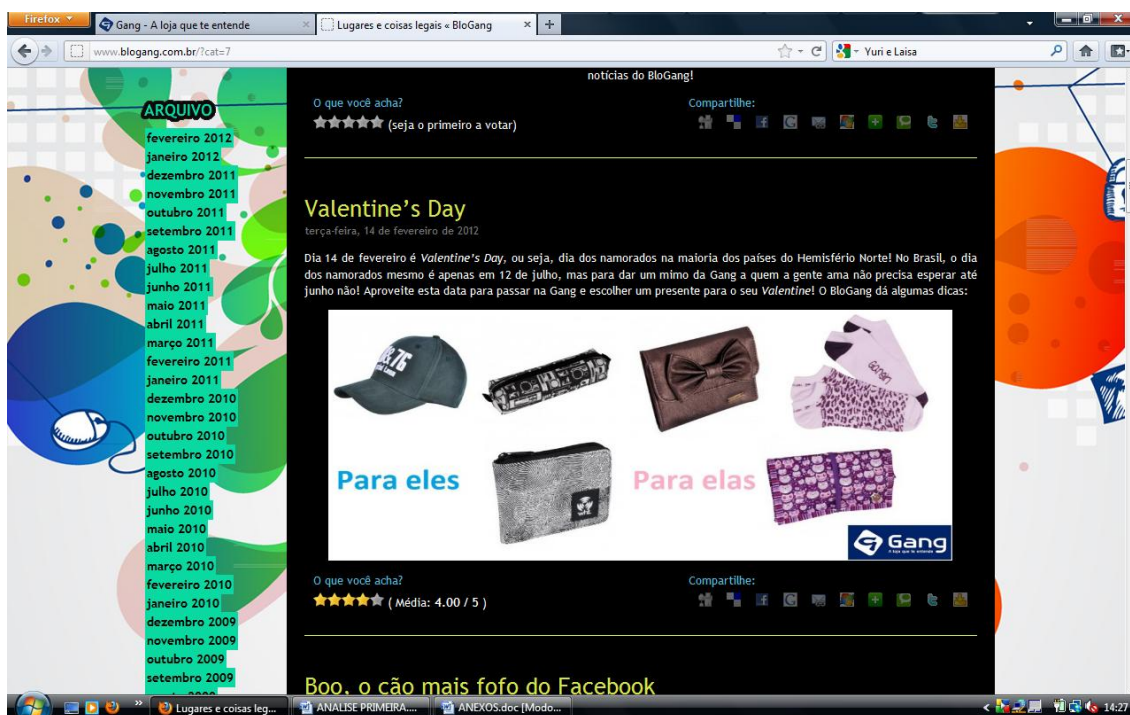 Firefox
Gang - A loja que te entende
Lugares e coisas legais « BloGang
www.blogang.com.br/?cat=7
Yuri e Laisa
notícias do BloGang!
O que você acha?
Compartilhe:
(seja o primeiro a votar)
ARQUIVO
fevereiro 2012
janeiro 2012
dezembro 2011
novembro 2011
outubro 2011
setembro 2011
agosto 2011
julho 2011
junho 2011
maio 2011
abril 2011
março 2011
fevereiro 2011
janeiro 2011
dezembro 2010
novembro 2010
outubro 2010
setembro 2010
agosto 2010
julho 2010
junho 2010
maio 2010
abril 2010
março 2010
fevereiro 2010
janeiro 2010
dezembro 2009
novembro 2009
outubro 2009
setembro 2009
Valentine's Day
terça-feira, 14 de fevereiro de 2012
Dia 14 de fevereiro é Valentine's Day, ou seja, dia dos namorados na maioria dos países do Hemisfério Norte! No Brasil, o dia
dos namorados mesmo é apenas em 12 de julho, mas para dar um mimo da Gang a quem a gente ama não precisa esperar até
junho não! Aproveite esta data para passar na Gang e escolher um presente para o seu Valentine! O BloGang dá algumas dicas:
Para eles
Para elas
Gang
A loja que te entende
O que você acha?
Compartilhe:
( Média: 4.00 / 5 )
Boo, o cão mais fofo do Facebook
Lugares e coisas leg...
ANALISE PRIMEIRA....
ANEXOS.doc [Modo...
14:27